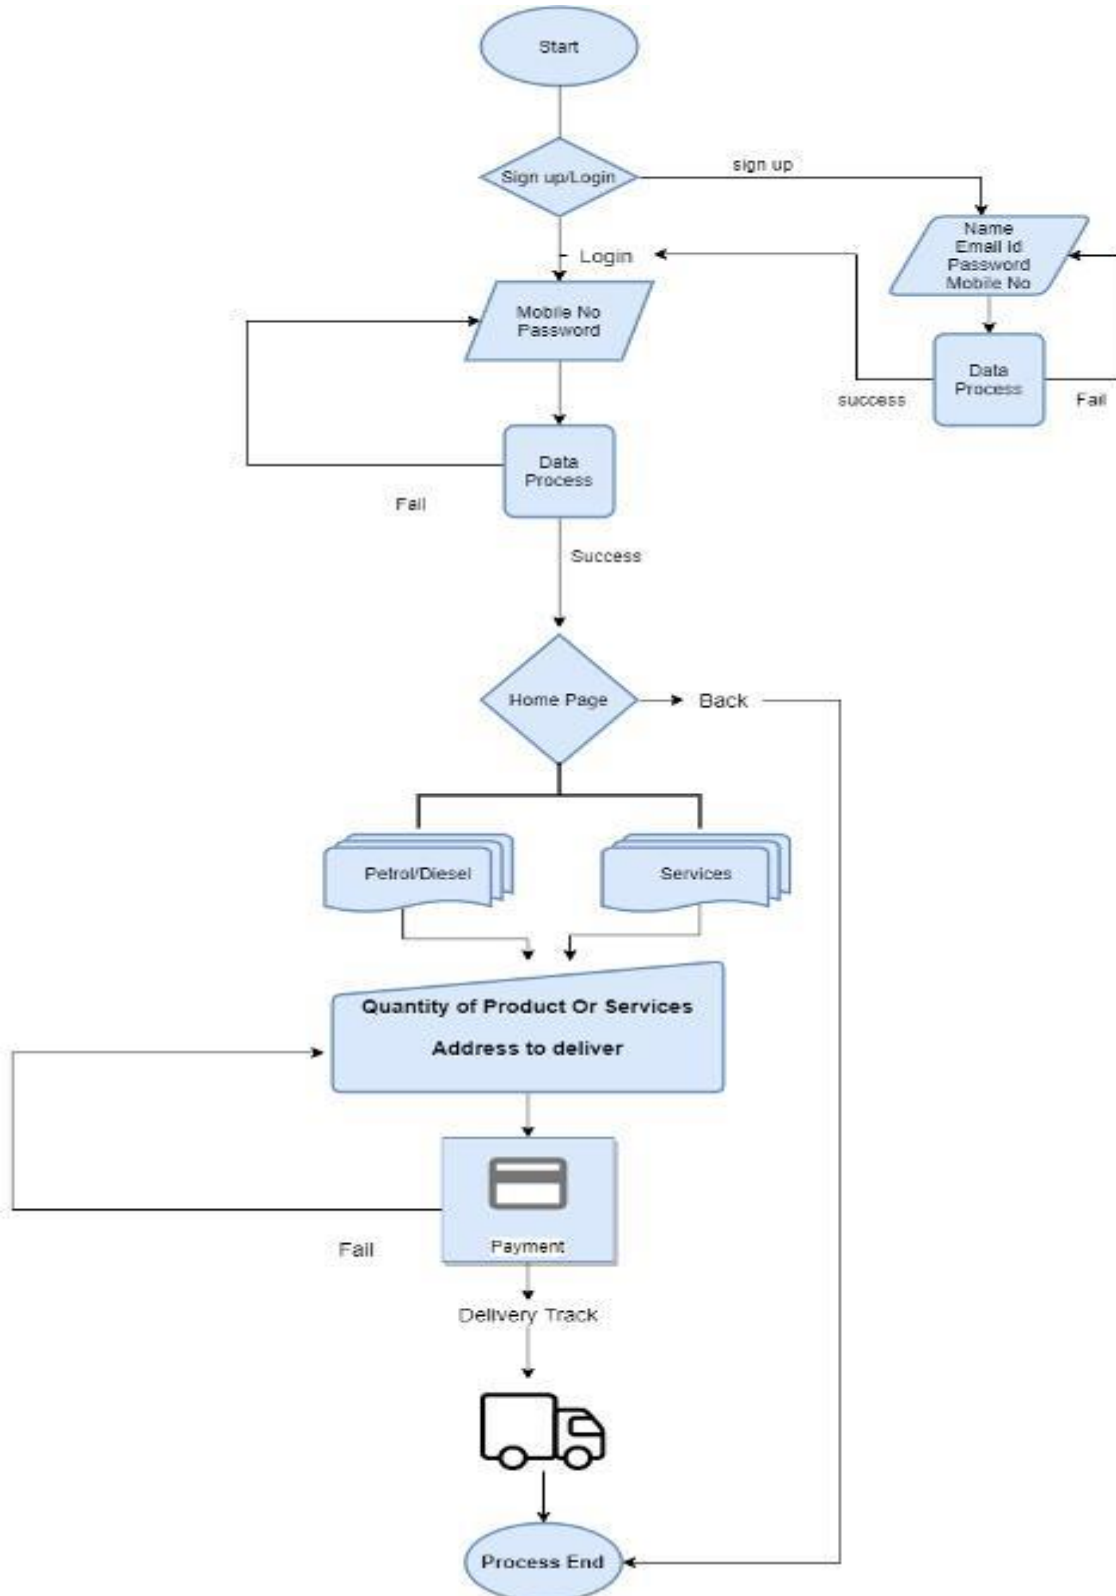 Start
Sign up/Login
sign up
Name
Email Id
Password
Mobile No
Login
Mobile No
Password
Data
Process
success
Fail
Data
Process
Fail
Success
Home Page
Back
Petrol/Diesel
Services
Quantity of Product Or Services
Address to deliver
Payment
Fail
Delivery Track
Process End